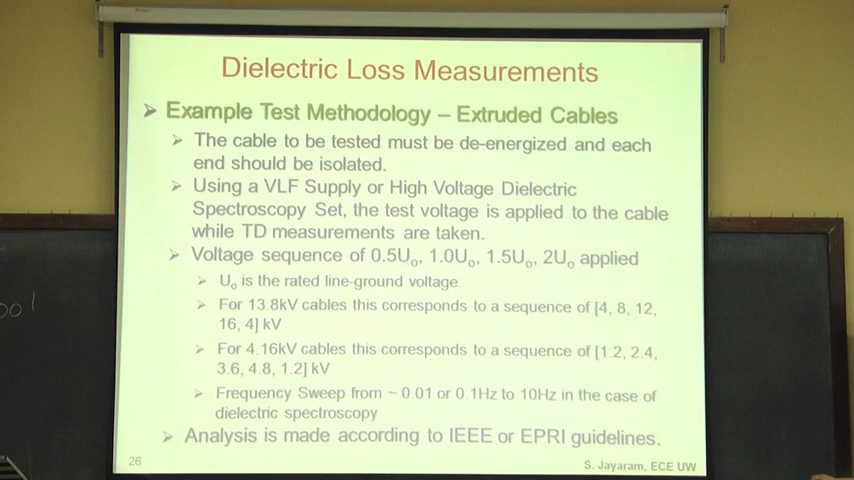 Dielectric Loss Measurements
Example Test Methodology – Extruded Cables
The cable to be tested must be de-energized and each
end should be isolated.
Using a VLF Supply or High Voltage Dielectric
Spectroscopy Set, the test voltage is applied to the cable
while TD measurements are taken.
Voltage sequence of 0.5Uo, 1.0Uo, 1.5Uo, 2Uo applied
Uo is the rated line-ground voltage.
For 13.8kV cables this corresponds to a sequence of [4, 8, 12,
16, 4] kV
For 4.16kV cables this corresponds to a sequence of [1.2, 2.4,
3.6, 4.8, 1.2] kV
Frequency Sweep from ~ 0.01 or 0.1Hz to 10Hz in the case of
dielectric spectroscopy
Analysis is made according to IEEE or EPRI guidelines.
26
S. Jayaram, ECE UW